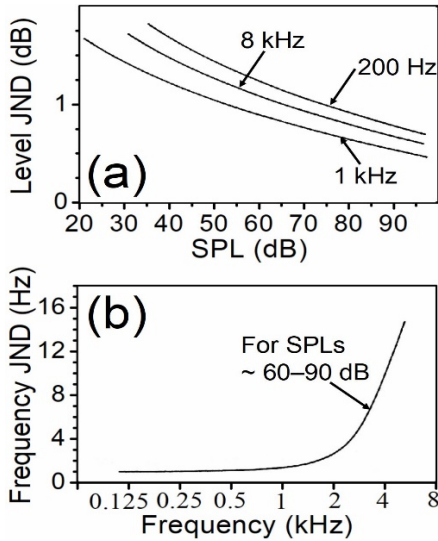 Level JND (dB)
1
0
8 kHz
200 Hz
1 kHz
(a)
20 30 40 50 60 70 80 90
SPL (dB)
Frequency JND (Hz)
16
12
8
4
0
(b)
For SPLs
~ 60–90 dB
0.125 0.25 0.5 1 2 4 8
Frequency (kHz)